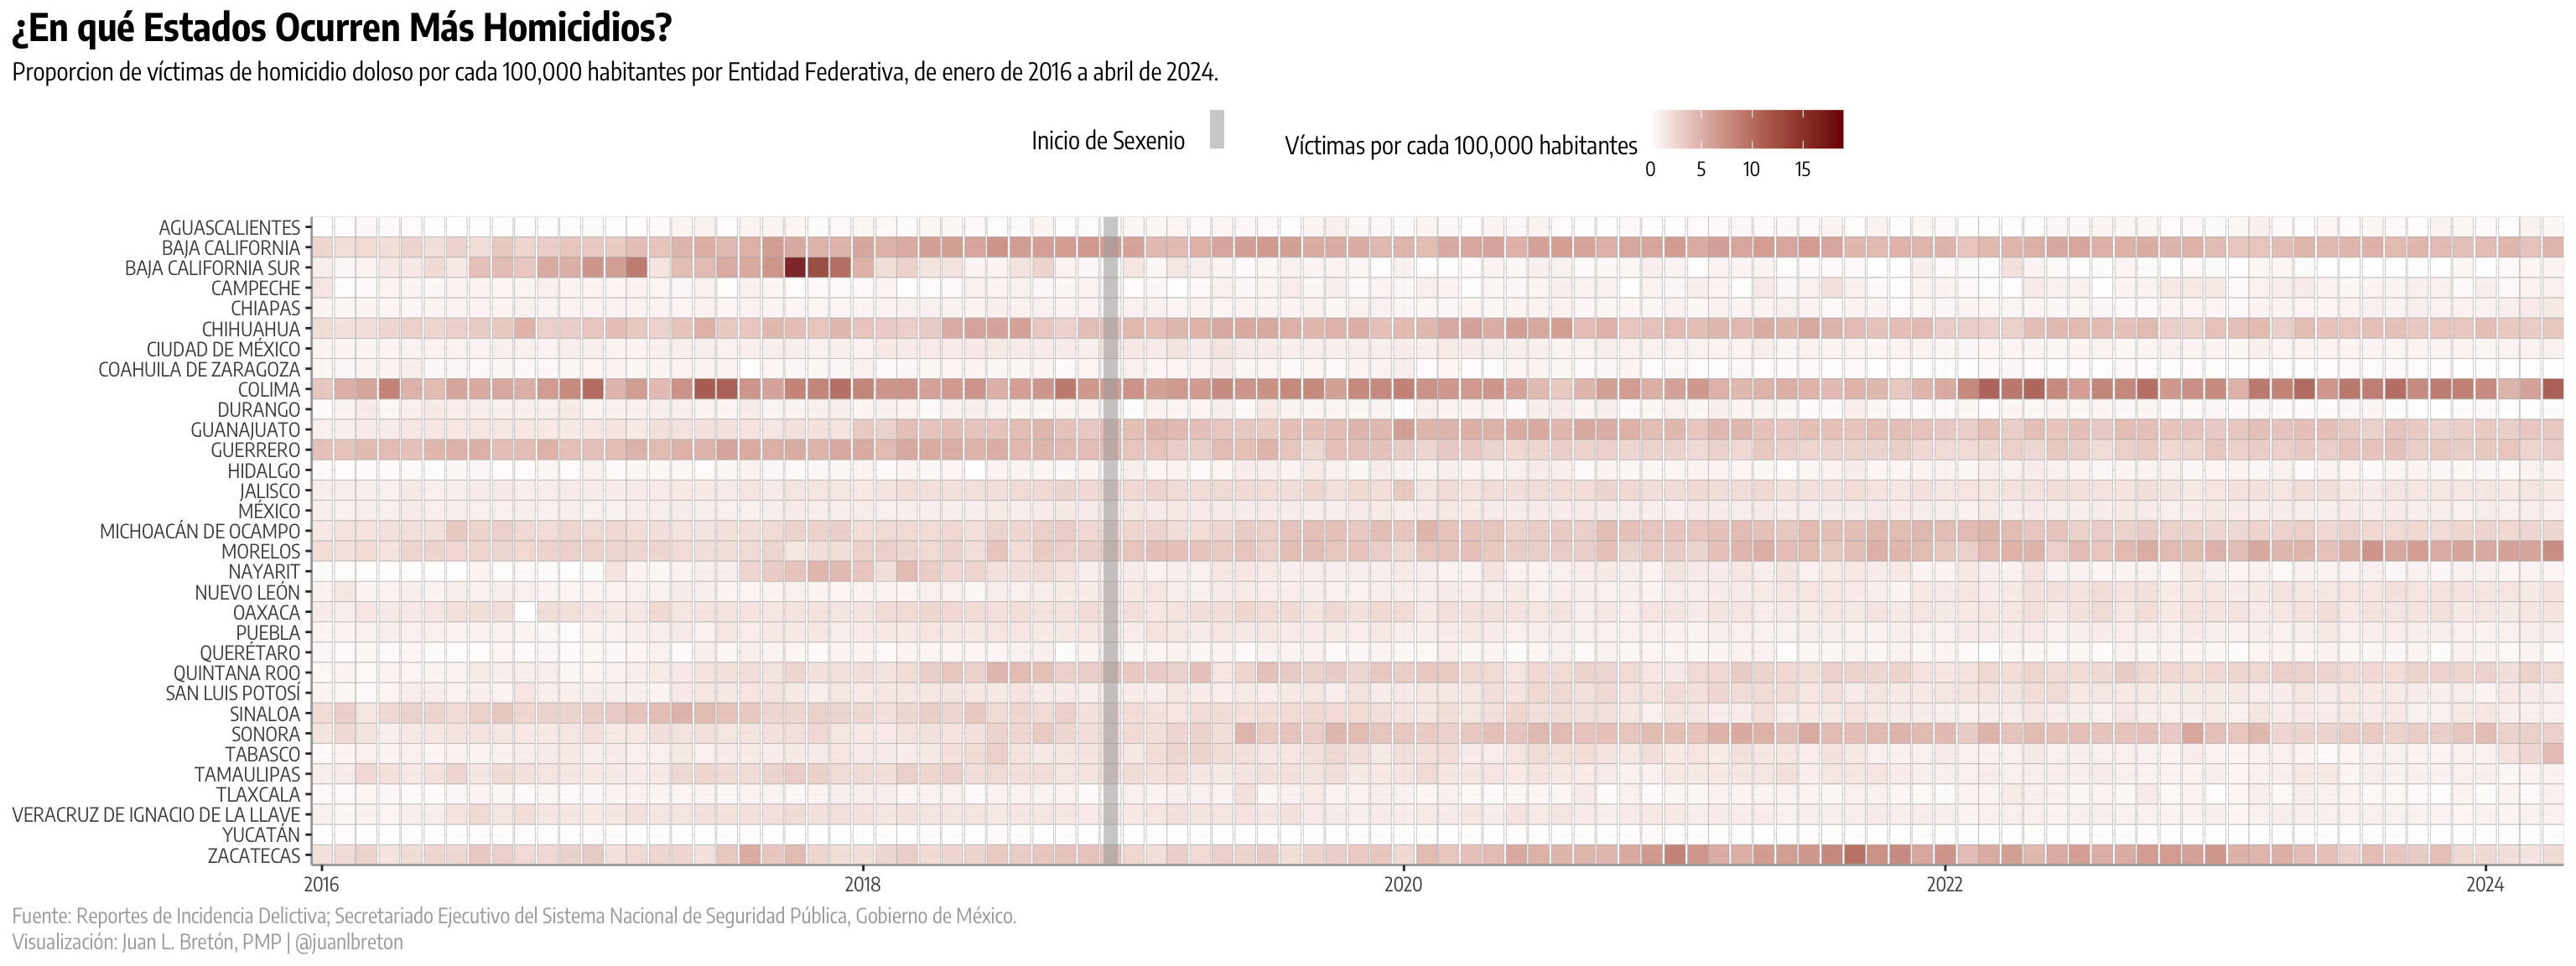 ¿En qué Estados Ocurren Más Homicidios?
Proporcion de víctimas de homicidio doloso por cada 100,000 habitantes por Entidad Federativa, de enero de 2016 a abril de 2024.
Inicio de Sexenio
Víctimas por cada 100,000 habitantes
0 5 10 15
AGUASCALIENTES
BAJA CALIFORNIA
BAJA CALIFORNIA SUR
CAMPECHE
CHIAPAS
CHIHUAHUA
CIUDAD DE MÉXICO
COAHUILA DE ZARAGOZA
COLIMA
DURANGO
GUANAJUATO
GUERRERO
HIDALGO
JALISCO
MÉXICO
MICHOACÁN DE OCAMPO
MORELOS
NAYARIT
NUEVO LEÓN
OAXACA
PUEBLA
QUERÉTARO
QUINTANA ROO
SAN LUIS POTOSÍ
SINALOA
SONORA
TABASCO
TAMAULIPAS
TLAXCALA
VERACRUZ DE IGNACIO DE LA LLAVE
YUCATÁN
ZACATECAS
2016 2018 2020 2022 2024
Fuente: Reportes de Incidencia Delictiva; Secretariado Ejecutivo del Sistema Nacional de Seguridad Pública, Gobierno de México.
Visualización: Juan L. Bretón, PMP | @juanlbreton